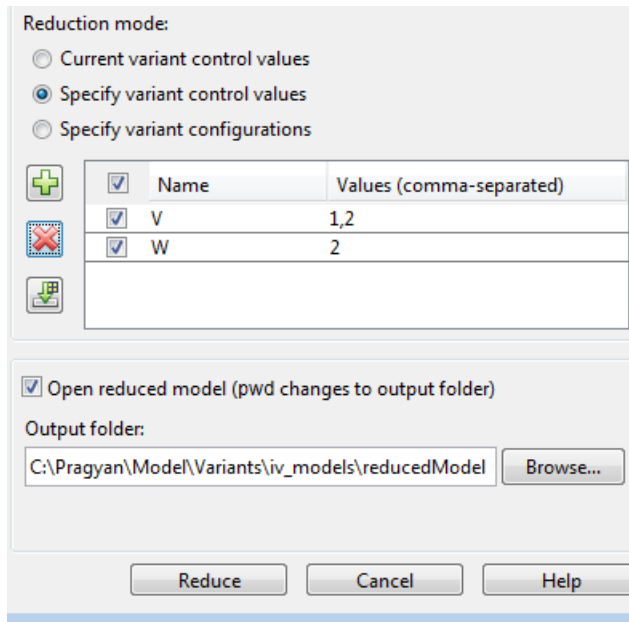 Reduction mode:
Current variant control values
Specify variant control values
Specify variant configurations
Name Values (comma-separated)
V 1,2
W 2
Open reduced model (pwd changes to output folder)
Output folder:
C:\Pragyan\Model\Variants\iv_models\reducedModel Browse...
Reduce Cancel Help